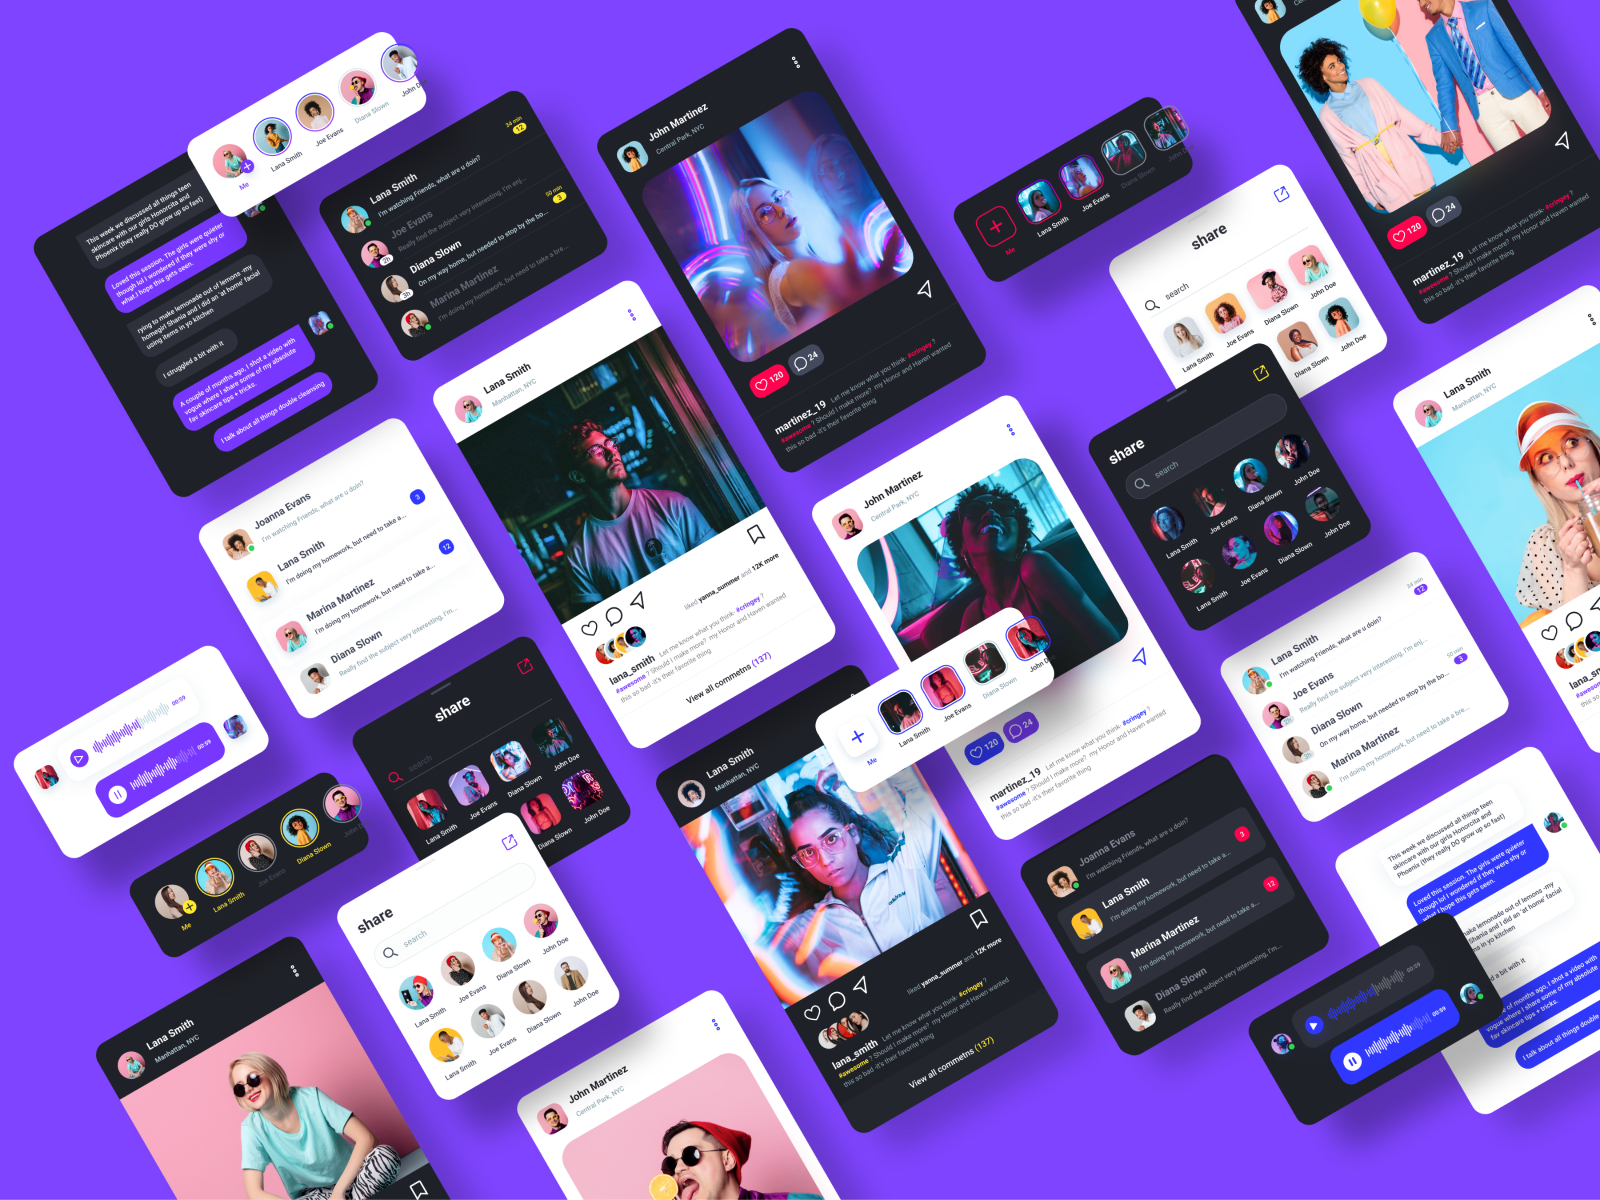 Me
Lana Smith
Joe Evans
Diana Slown
John Doe
This week we discussed all things teen
skincare with our girls Honorcita and
Phoenix (they really DO grow up so fast)
Loved this session. The girls were quieter
though lol I wondered if they were shy or
what.I hope this gets seen.
rying to make lemonade out of lemons -my
homegirl Shania and I did an 'at home' facial
using items in yo kitchen
I struggled a bit with it
A couple of months ago, I shot a video with
vogue where I share some of my absolute
fav skincare tips + tricks.
I talk about all things double cleansing
Lana Smith
I'm watching Friends, what are u doin?
34 min
12
Joe Evans
Really find the subject very interesting, I'm enj...
2h
Diana Slown
On my way home, but needed to stop by the bo...
50 min
3
3h
Marina Martinez
I'm doing my homework, but need to take a bre...
John Martinez
Central Park, NYC
120
24
martinez_19 Let me know what you think- #cringey ?
#awesome ? Should I make more? my Honor and Haven wanted
this so bad -it's their favorite thing
Me
Lana Smith
Joe Evans
Diana Slown
John
120
24
martinez_19 Let me know what you think- #cringey ?
#awesome ? Should I make more? my Honor and Haven wanted
this so bad -it's their favorite thing
share
search
Lana Smith
Joe Evans
Diana Slown
John Doe
Diana Slown
John Doe
Lana Smith
Manhattan, NYC
liked yanna_summer and 12K more
lana_smith Let me know what you think- #cringey ?
#awesome ? Should I make more? my Honor and Haven wanted
this so bad -it's their favorite thing
View all commetns (137)
Joanna Evans
I'm watching Friends, what are u doin?
Lana Smith
I'm doing my homework, but need to take a...
3
Marina Martinez
I'm doing my homework, but need to take a...
12
Diana Slown
Really find the subject very interesting, I'm...
share
search
Lana Smith
Joe Evans
Diana Slown
John Doe
Lana Smith
Joe Evans
Diana Slown
John Doe
Lana Smith
Manhattan, NYC
John Martinez
Central Park, NYC
Me
Lana Smith
Joe Evans
Diana Slown
John D
120
24
martinez_19 Let me know what you think- #cringey ?
#awesome ? Should I make more? my Honor and Haven wanted
this so bad -it's their favorite thing
Lana Smith
I'm watching Friends, what are u doin?
34 min
12
Joe Evans
Really find the subject very interesting, I'm enj...
Diana Slown
On my way home, but needed to stop by the bo...
50 min
3
3h
Marina Martinez
I'm doing my homework, but need to take a bre...
00:59
00:59
share
search
Lana Smith
Joe Evans
Diana Slown
John Doe
Diana Slown
John Doe
Me
Lana Smith
Joe Evans
Diana Slown
John
share
search
Lana Smith
Joe Evans
Diana Slown
John Doe
Lana Smith
Joe Evans
Diana Slown
John Doe
Lana Smith
Manhattan, NYC
liked yanna_summer and 12K more
lana_smith Let me know what you think- #cringey ?
#awesome ? Should I make more? my Honor and Haven wanted
this so bad -it's their favorite thing
View all commetns (137)
Joanna Evans
I'm watching Friends, what are u doin?
Lana Smith
I'm doing my homework, but need to take a...
3
Marina Martinez
I'm doing my homework, but need to take a...
12
Diana Slown
Really find the subject very interesting, I'm...
This week we discussed all things teen
skincare with our girls Honorcita and
Phoenix (they really DO grow up so fast)
Loved this session. The girls were quieter
though lol I wondered if they were shy or
what.I hope this gets seen.
make lemonade out of lemons -my
Shania and I did an 'at home' facial
in yo kitchen
d a bit with it
of months ago, I shot a video with
vogue where I share some of my absolute
fav skincare tips + tricks.
I talk about all things double
00:59
00:59
Lana Smith
Manhattan, NYC
John Martinez
Central Park, NYC